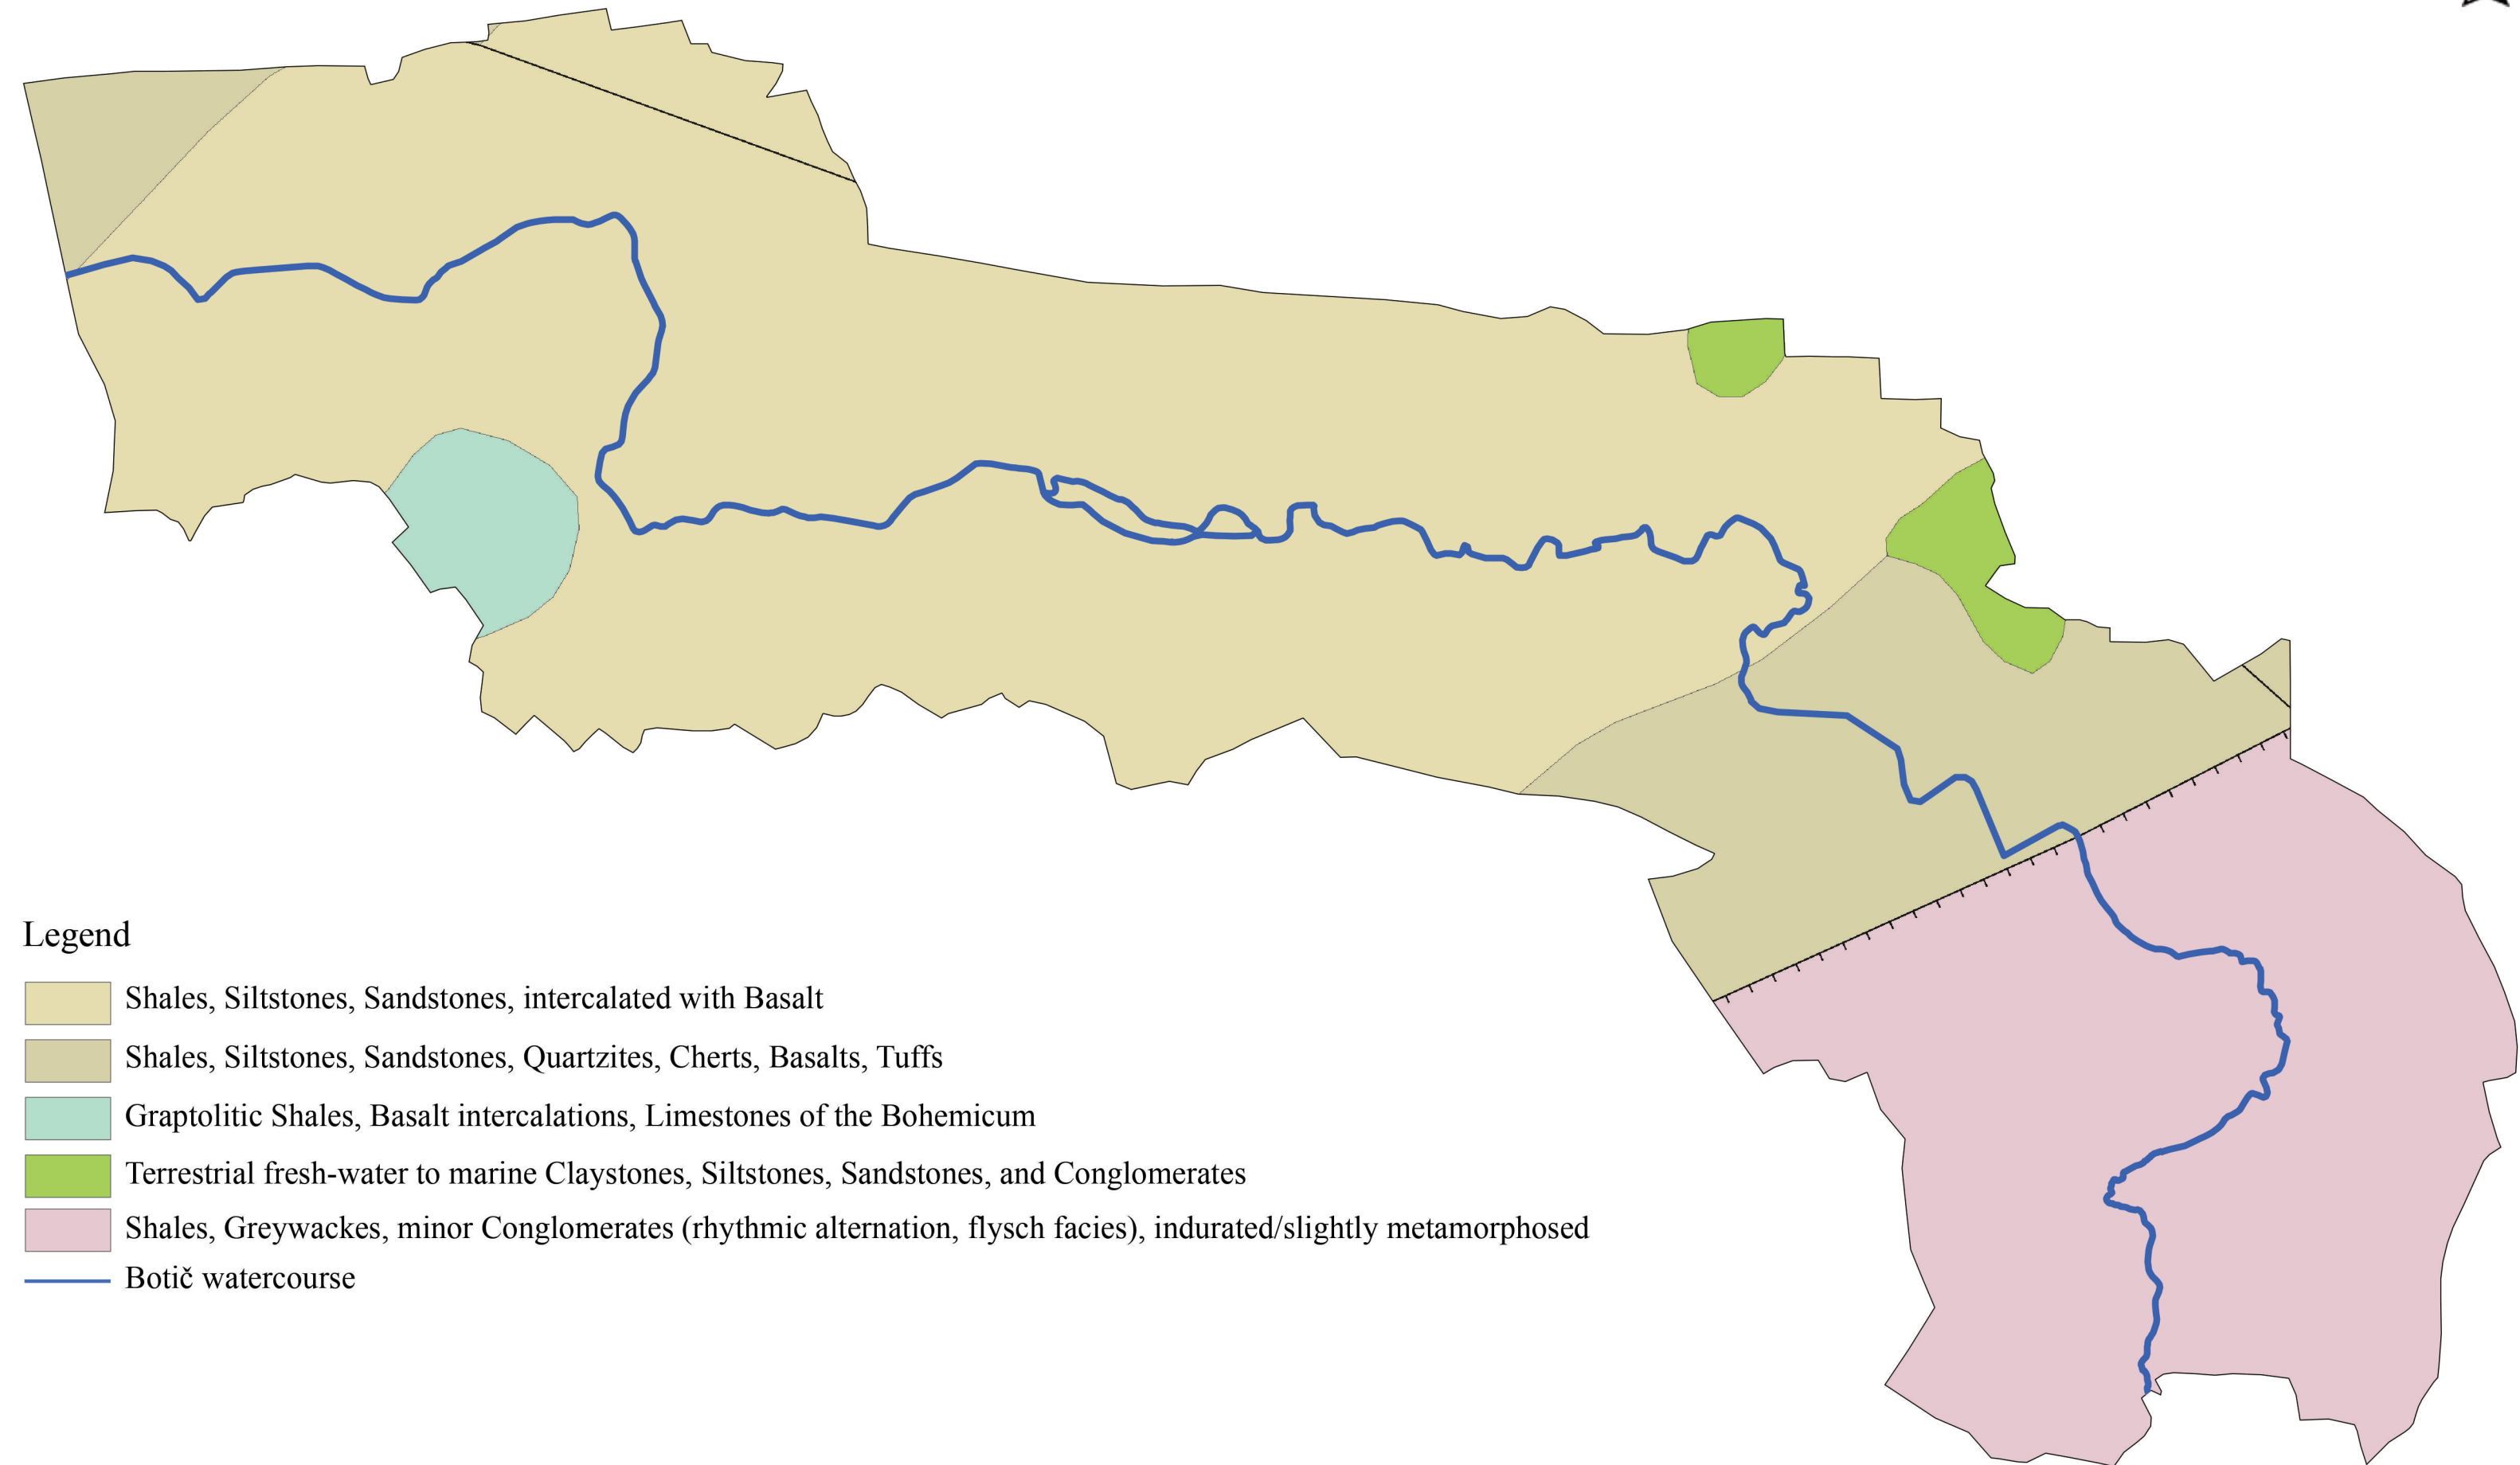 Legend
Shales, Siltstones, Sandstones, intercalated with Basalt
Shales, Siltstones, Sandstones, Quartzites, Cherts, Basalts, Tuffs
Graptolitic Shales, Basalt intercalations, Limestones of the Bohemicum
Terrestrial fresh-water to marine Claystones, Siltstones, Sandstones, and Conglomerates
Shales, Greywackes, minor Conglomerates (rhythmic alternation, flysch facies), indurated/slightly metamorphosed
Botič watercourse